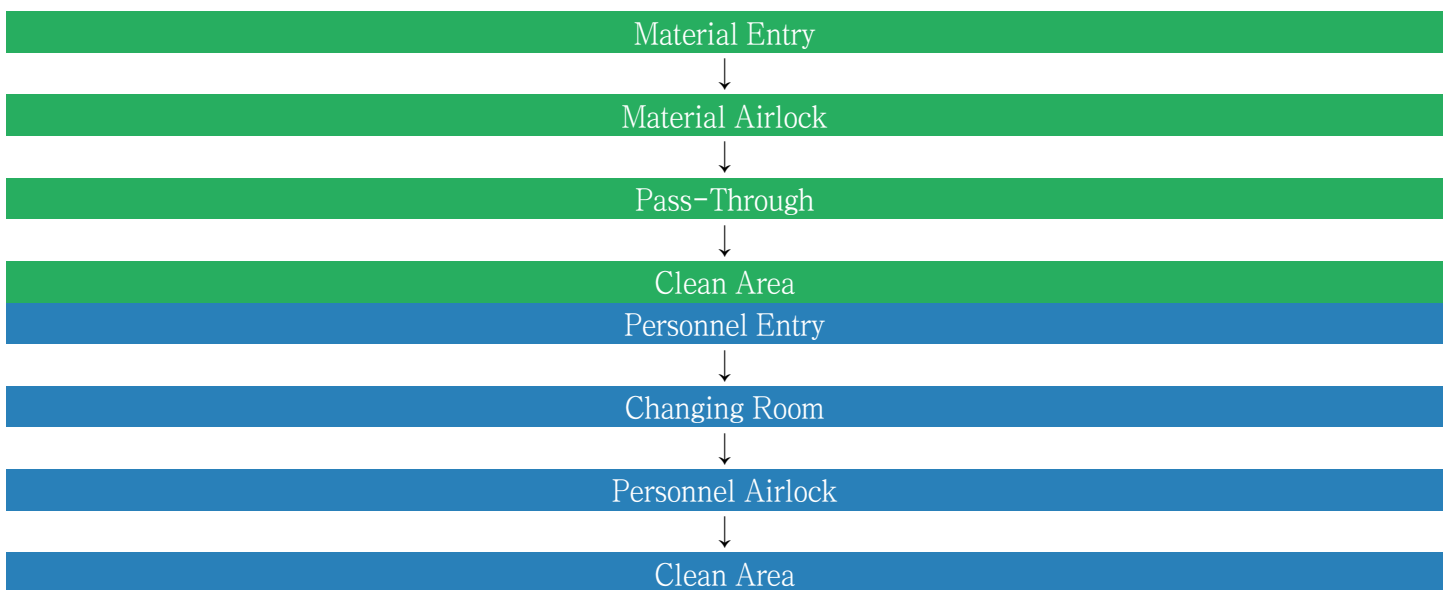 Material Entry
↓
Material Airlock
↓
Pass-Through
↓
Clean Area
Personnel Entry
↓
Changing Room
↓
Personnel Airlock
↓
Clean Area